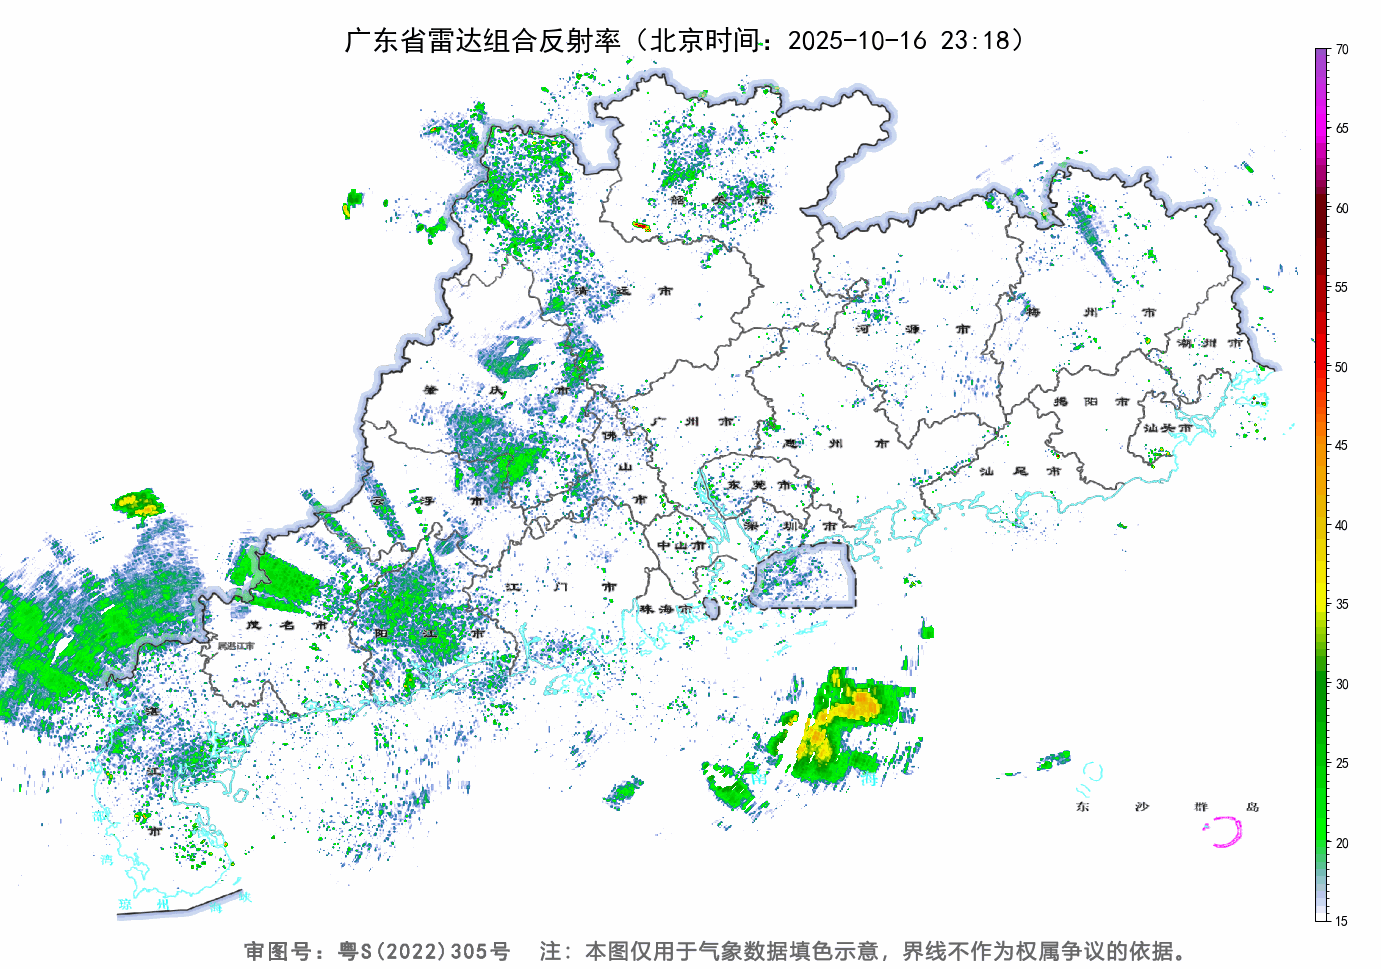 广东省雷达组合反射率（北京时间：2025-10-16 23:18）
70
65
60
55
50
45
40
35
30
25
20
15
韶 关 市
清 远 市
河 源 市
梅 州 市
潮 州 市
肇 庆 市
揭 阳 市
广 州 市
汕头市
佛 山 市
惠 州 市
汕 尾 市
东 莞 市
云 浮 市
深 圳 市
中山市
江 门 市
珠海市
茂 名 市
阳 江 市
属湛江市
湛 江 市
东 沙 群 岛
湾
琼 州 海 峡
审图号：粤S(2022)305号 注：本图仅用于气象数据填色示意，界线不作为权属争议的依据。